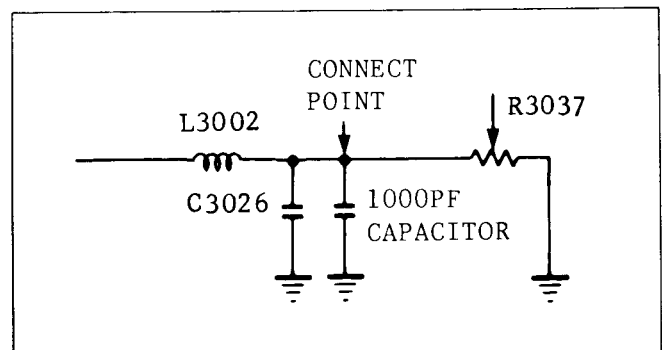 CONNECT
POINT
R3037
L3002
C3026
1000PF
CAPACITOR